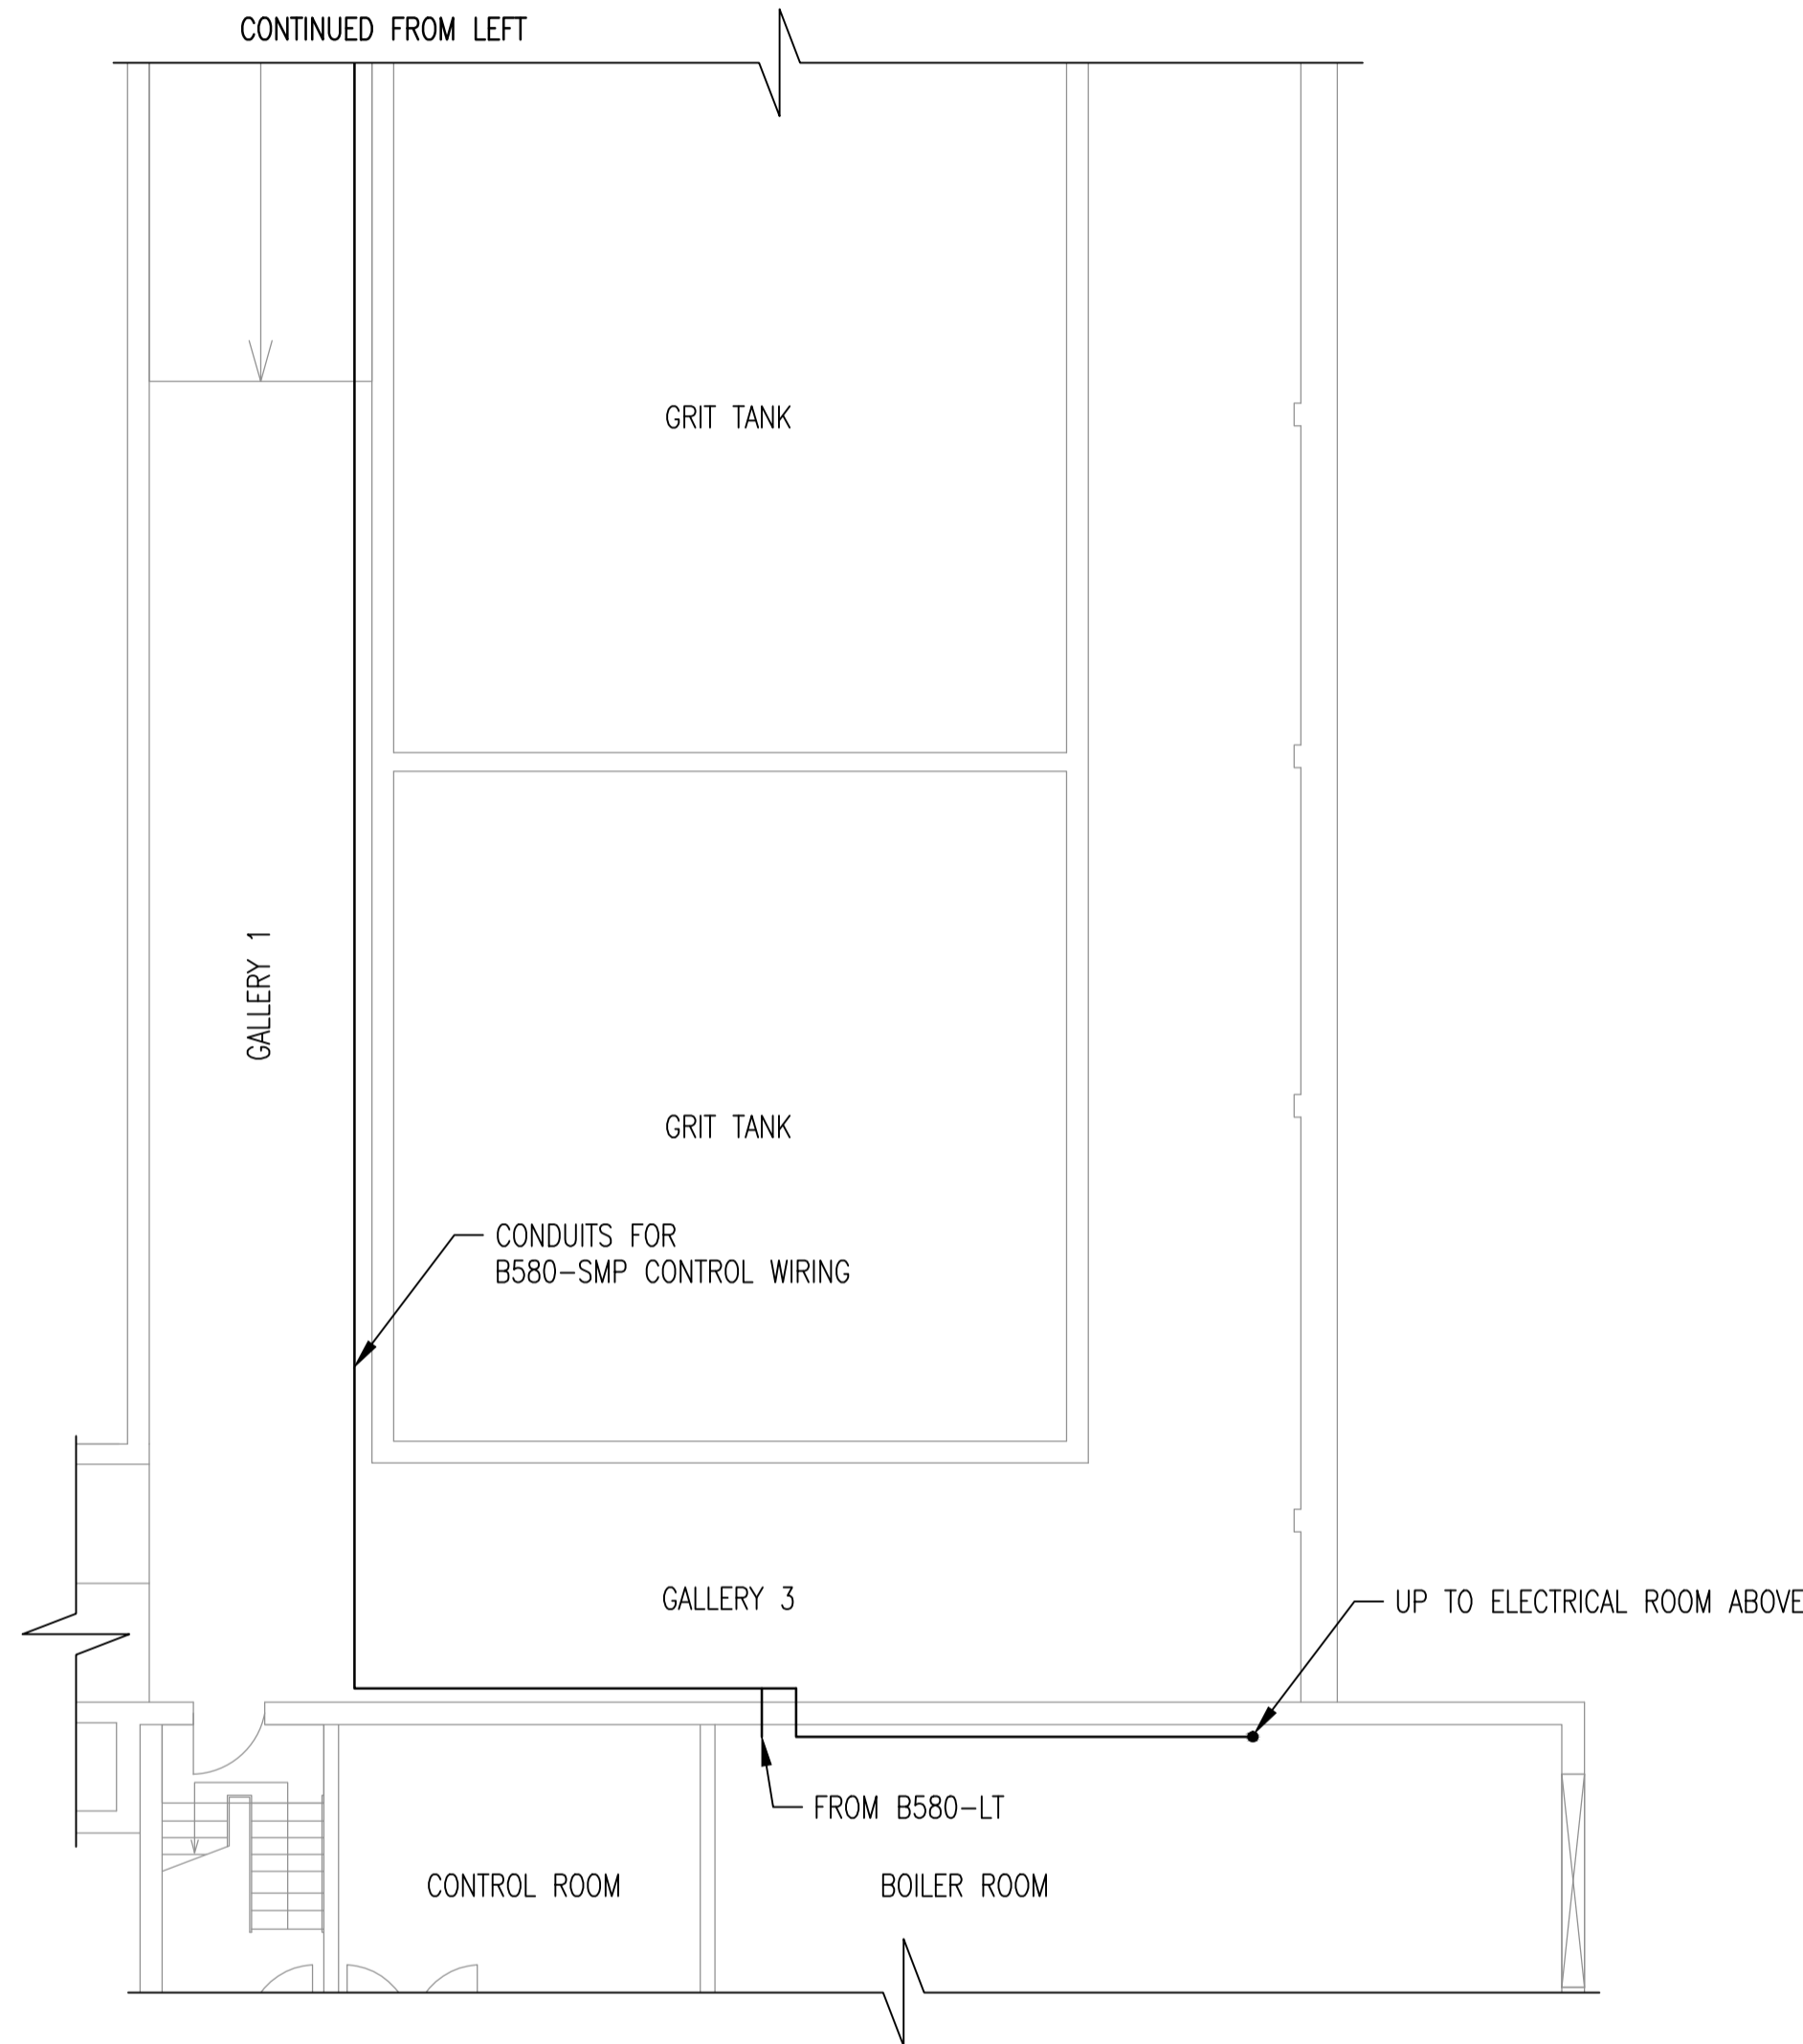 CONTINUED FROM LEFT
GRIT TANK
GALLERY 1
GRIT TANK
CONDUITS FOR
B580-SMP CONTROL WIRING
GALLERY 3
UP TO ELECTRICAL ROOM ABOVE
FROM B580-LT
CONTROL ROOM
BOILER ROOM